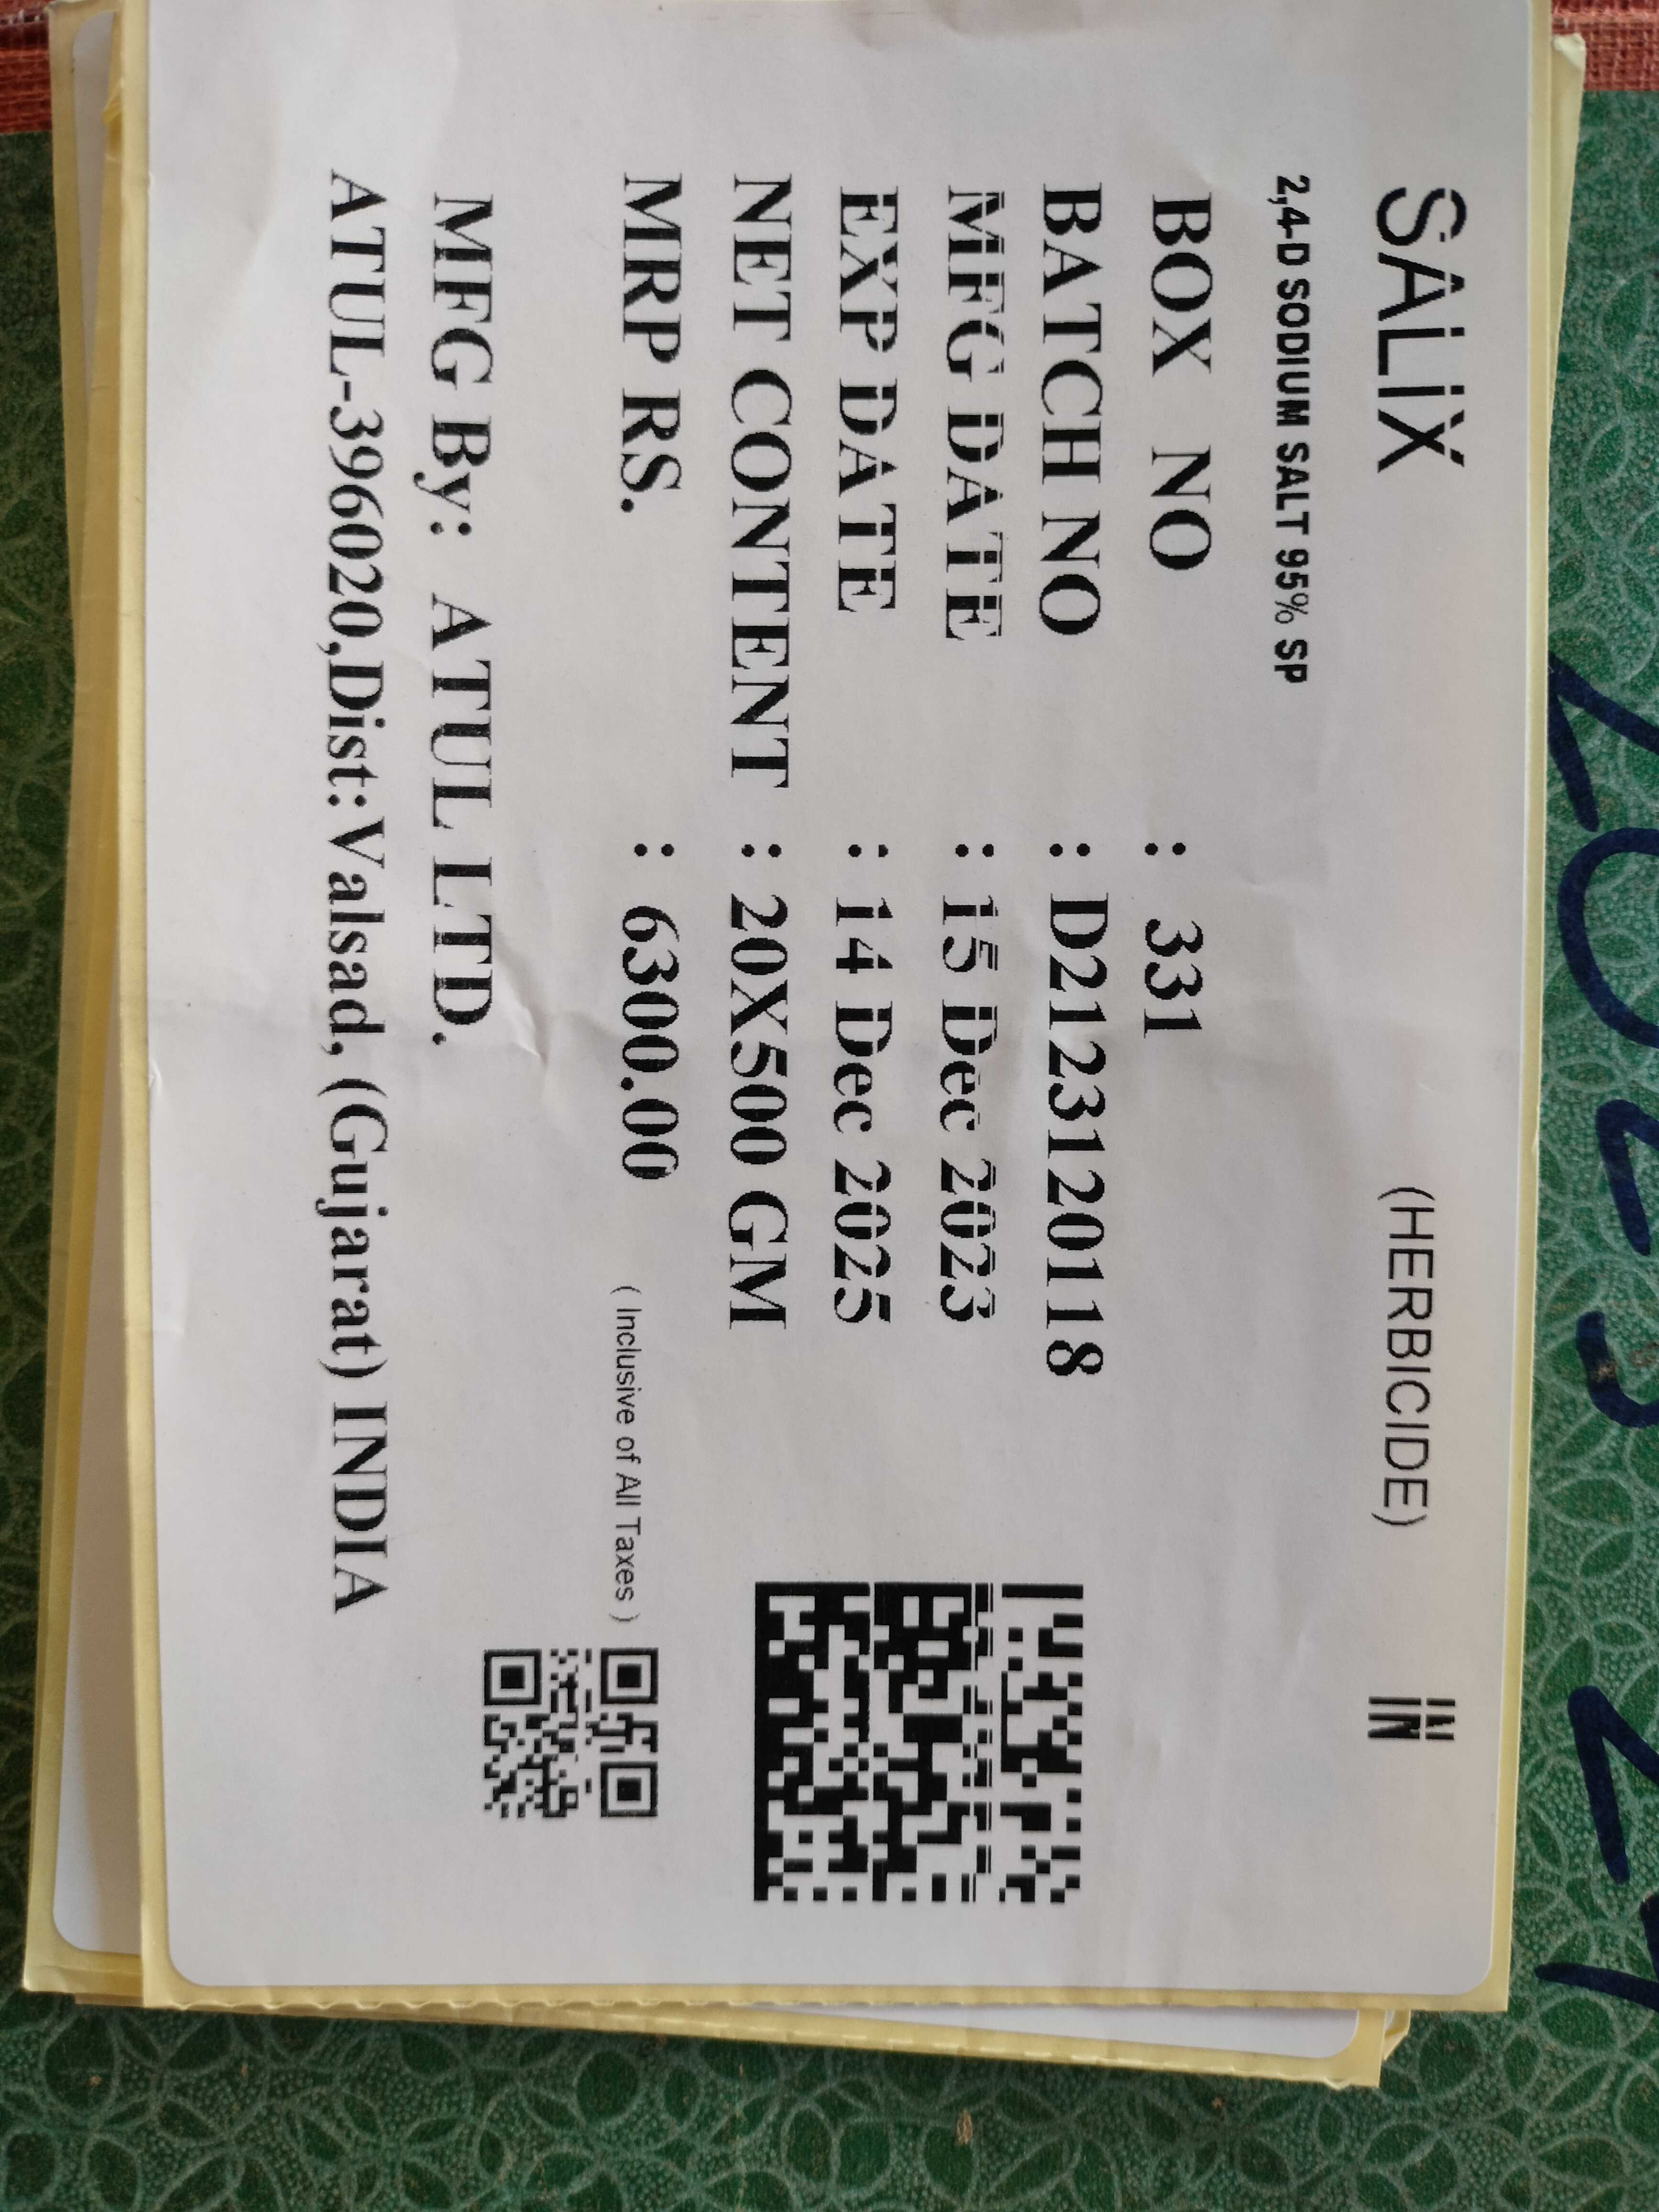 SALIX (HERBICIDE) IN
2,4-D SODIUM SALT 95% SP
BOX NO : 331
BATCH NO : D2123120118
MFG DATE : 15 Dec 2023
EXP DATE : 14 Dec 2025
NET CONTENT : 20X500 GM
MRP RS. : 6300.00 ( Inclusive of All Taxes )
MFG By: ATUL LTD.
ATUL-396020,Dist:Valsad, (Gujarat) INDIA